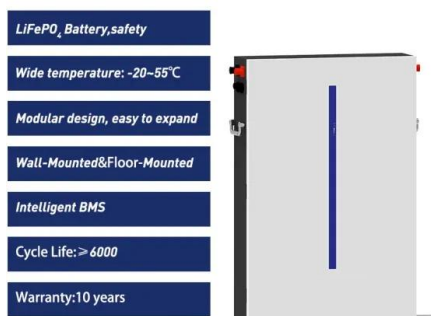 LiFePO₄ Battery,safety
Wide temperature: -20~55℃
Modular design, easy to expand
Wall-Mounted&Floor-Mounted
Intelligent BMS
Cycle Life:≥6000
Warranty:10 years